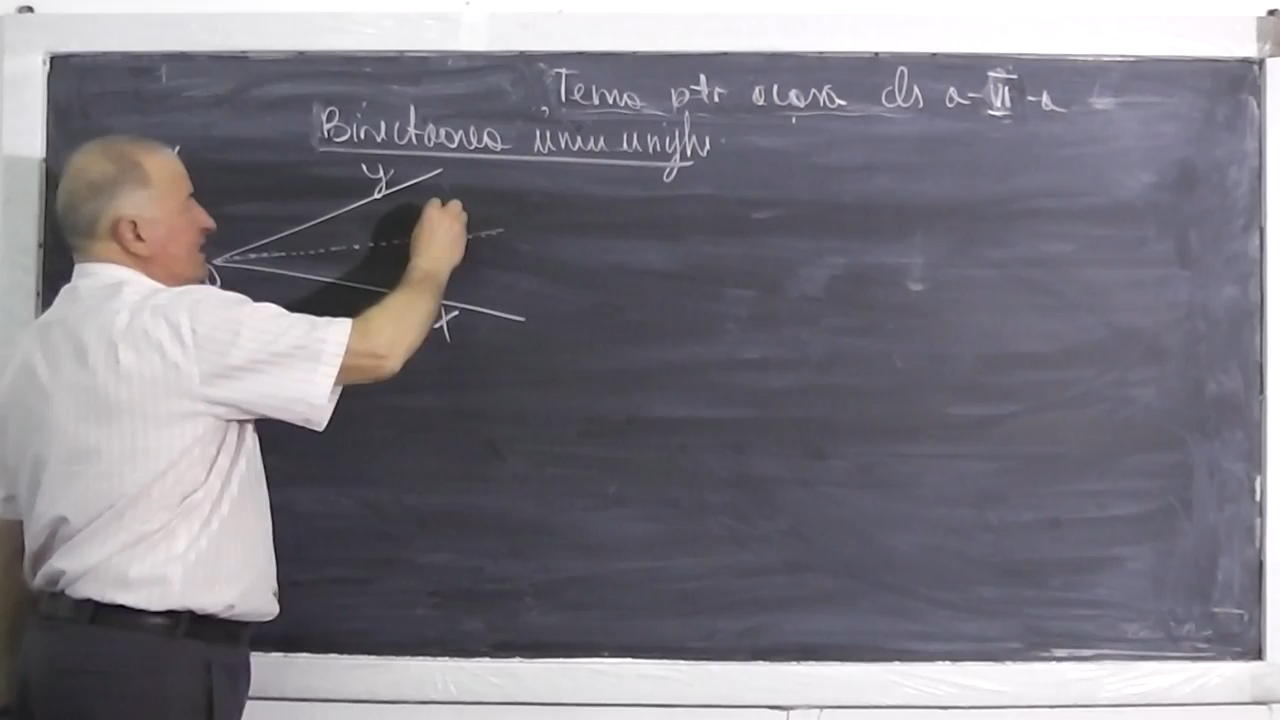 Tema ptr acasa cls a-VI-a
Bisectoarea unui unghi.
y
x